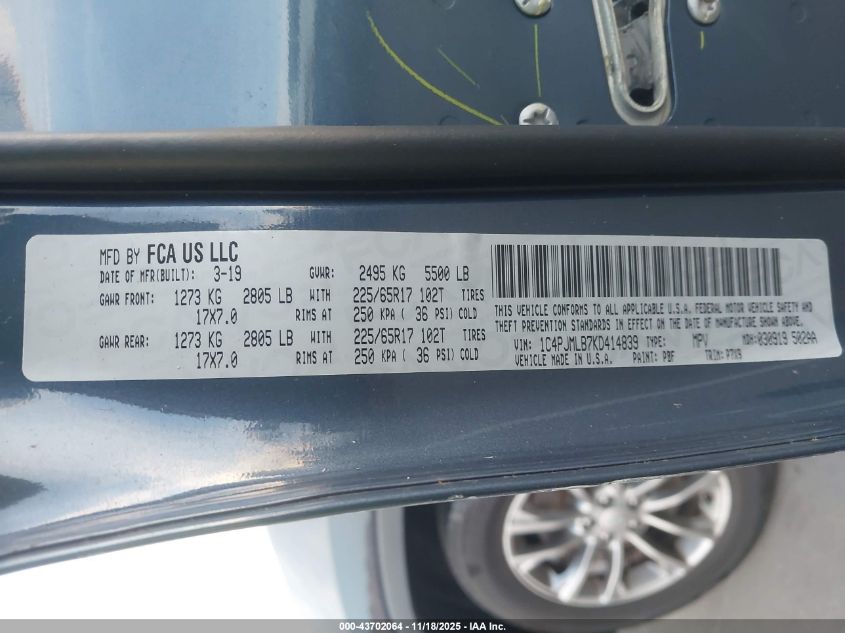 MFD BY FCA US LLC
DATE OF MFR(BUILT): 3-19 GVWR: 2495 KG 5500 LB
GAWR FRONT: 1273 KG 2805 LB WITH 225/65R17 102T TIRES
17X7.0 RIMS AT 250 KPA ( 36 PSI) COLD
GAWR REAR: 1273 KG 2805 LB WITH 225/65R17 102T TIRES
17X7.0 RIMS AT 250 KPA ( 36 PSI) COLD
THIS VEHICLE CONFORMS TO ALL APPLICABLE U.S.A. FEDERAL MOTOR VEHICLE SAFETY AND
THEFT PREVENTION STANDARDS IN EFFECT ON THE DATE OF MANUFACTURE SHOWN ABOVE.
VIN: 1C4PJMLB7KD414839 TYPE: MPV MDH:030919 502AA
VEHICLE MADE IN U.S.A. PAINT: PBF TRIM: P7V9
000-43702064 - 11/18/2025 - IAA Inc.